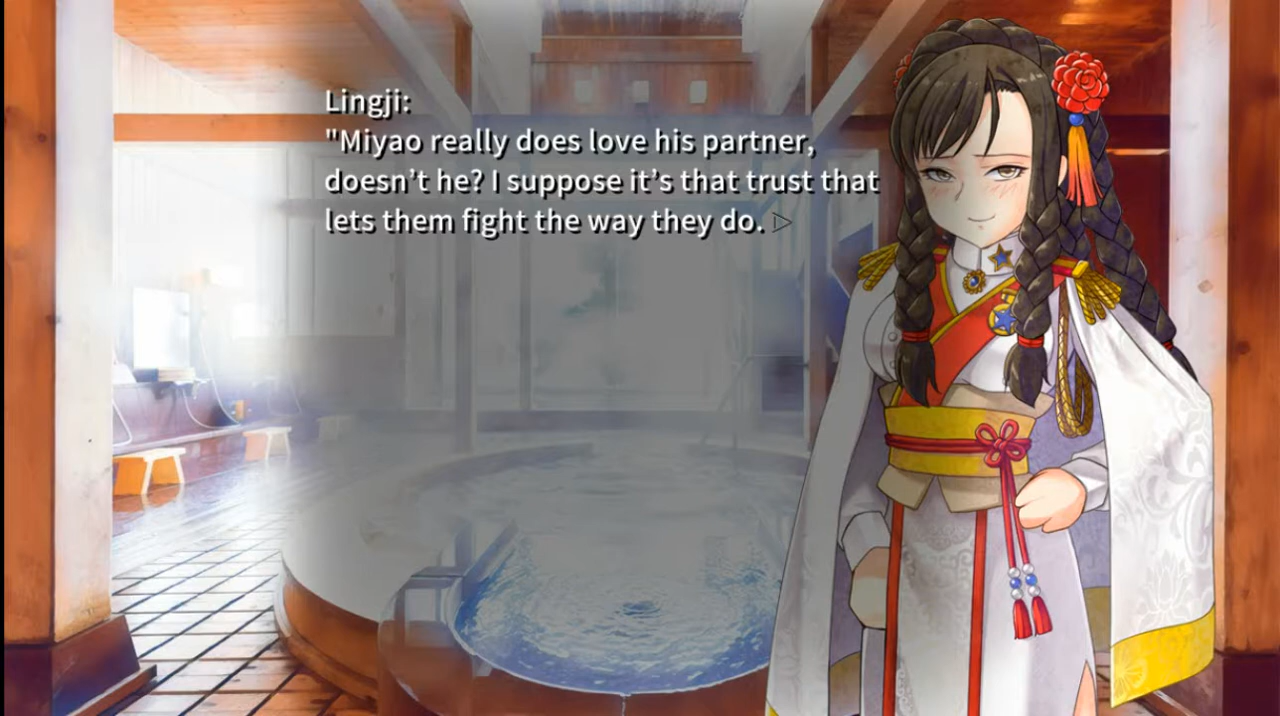 Lingji:
"Miyao really does love his partner,
doesn’t he? I suppose it’s that trust that
lets them fight the way they do.